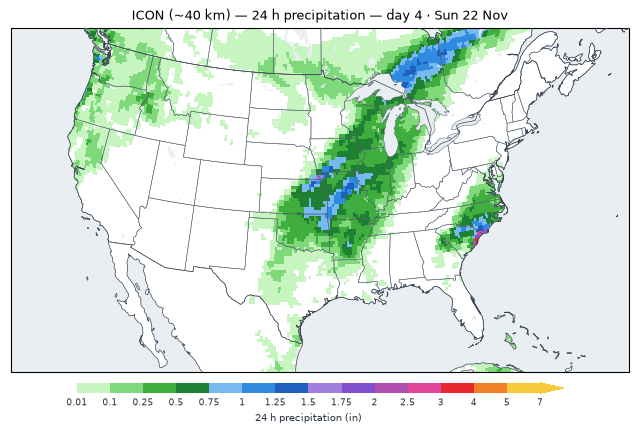 ICON (~40 km) — 24 h precipitation — day 4 · Sun 22 Nov
0.01 0.1 0.25 0.5 0.75 1 1.25 1.5 1.75 2 2.5 3 4 5 7
24 h precipitation (in)